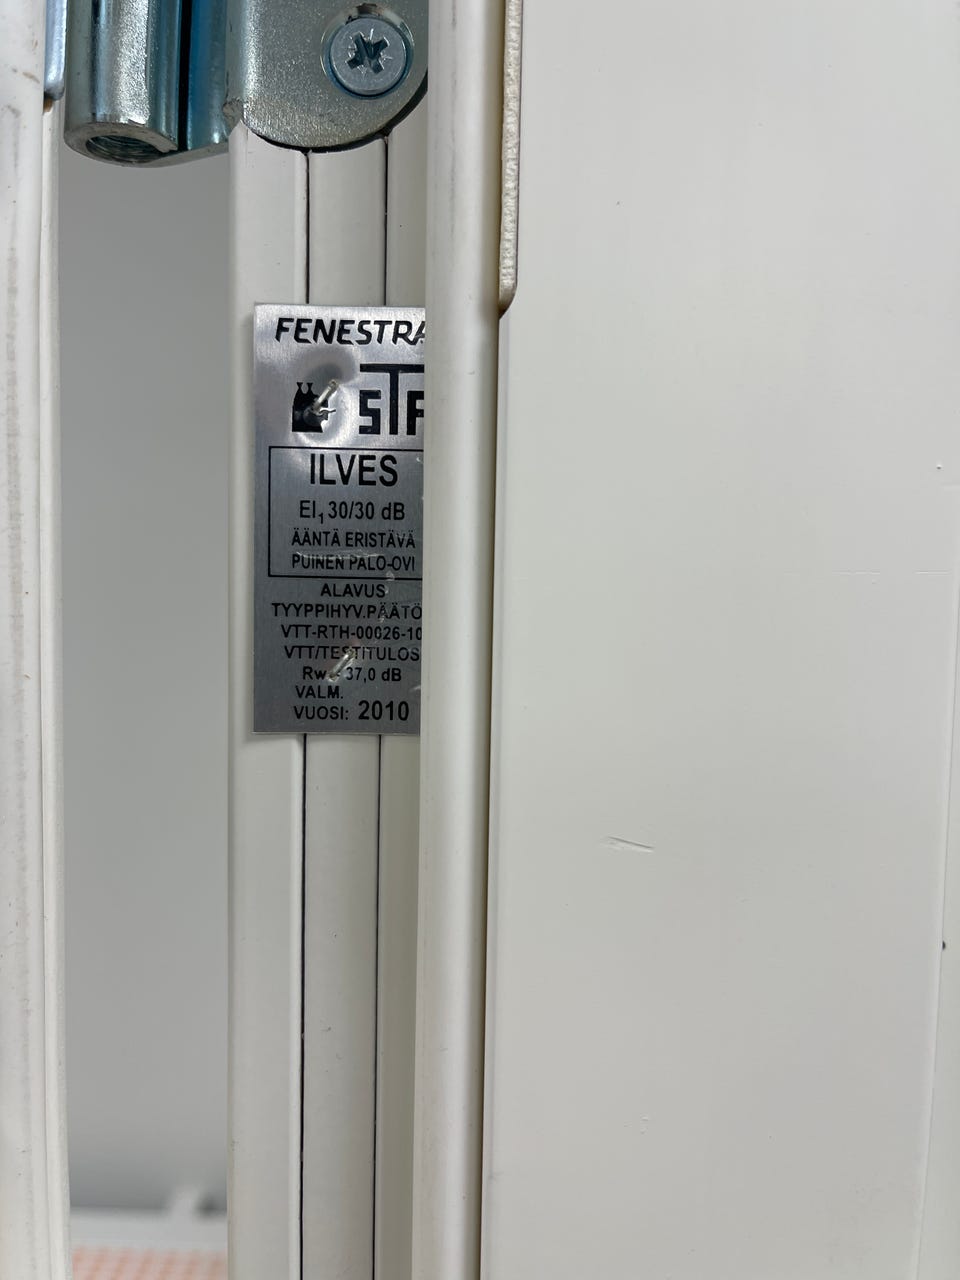 FENESTRA
STF
ILVES
EI₁ 30/30 dB
ÄÄNTÄ ERISTÄVÄ
PUINEN PALO-OVI
ALAVUS
TYYPPIHYV.PÄÄTÖ
VTT-RTH-00026-10
VTT/TESTITULOS
Rw = 37,0 dB
VALM.
VUOSI: 2010